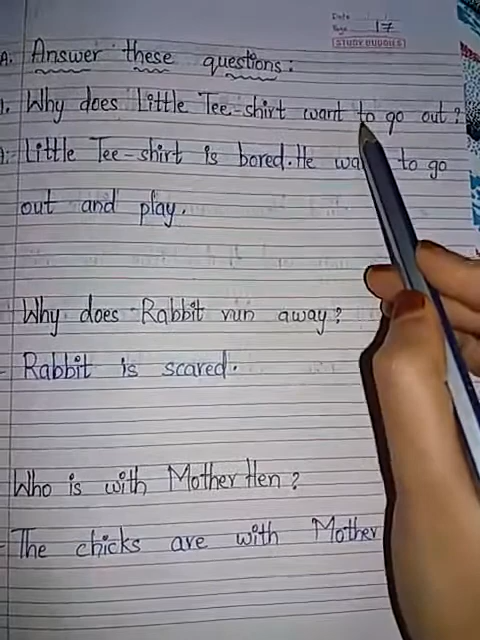 Date
Page 17
STUDY BUDDIES
A. Answer these questions:
1. Why does Little Tee-shirt want to go out?
Little Tee-shirt is bored. He to go
out and play.
Why does Rabbit run away?
- Rabbit is scared.
Who is with Mother Hen?
- The chicks are with Mother